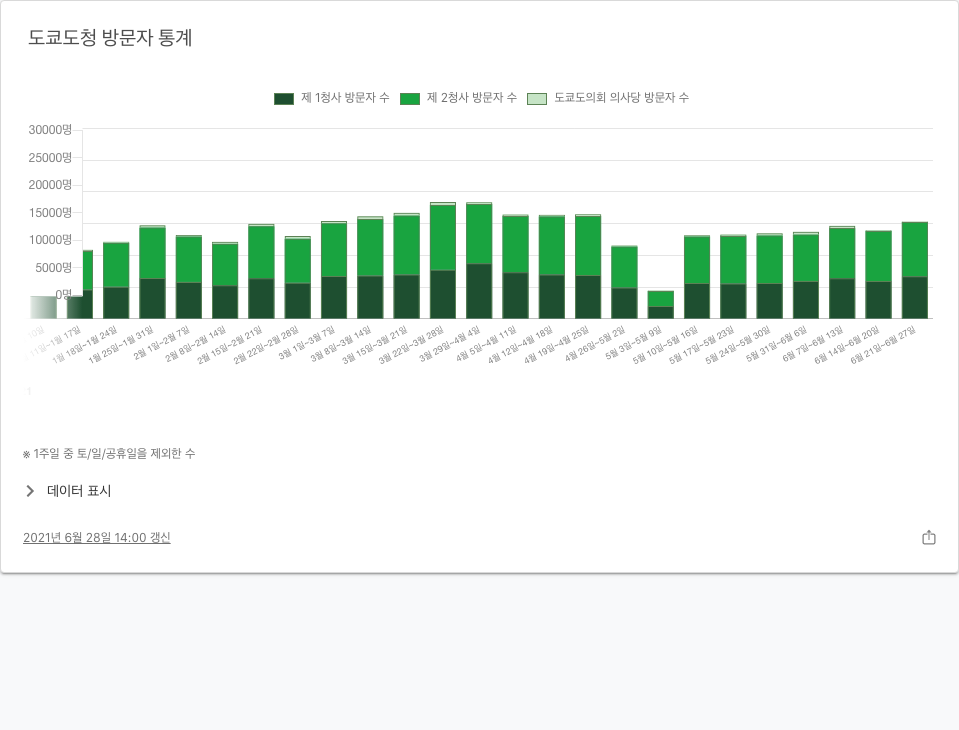 도쿄도청 방문자 통계
제 1청사 방문자 수 제 2청사 방문자 수 도쿄도의회 의사당 방문자 수
30000명
25000명
20000명
15000명
10000명
5000명
0명
1월 18일~1월 24일
1월 25일~1월 31일
2월 1일~2월 7일
2월 8일~2월 14일
2월 15일~2월 21일
2월 22일~2월 28일
3월 1일~3월 7일
3월 8일~3월 14일
3월 15일~3월 21일
3월 22일~3월 28일
3월 29일~4월 4일
4월 5일~4월 11일
4월 12일~4월 18일
4월 19일~4월 25일
4월 26일~5월 2일
5월 3일~5월 9일
5월 10일~5월 16일
5월 17일~5월 23일
5월 24일~5월 30일
5월 31일~6월 6일
6월 7일~6월 13일
6월 14일~6월 20일
6월 21일~6월 27일
※ 1주일 중 토/일/공휴일을 제외한 수
데이터 표시
2021년 6월 28일 14:00 갱신